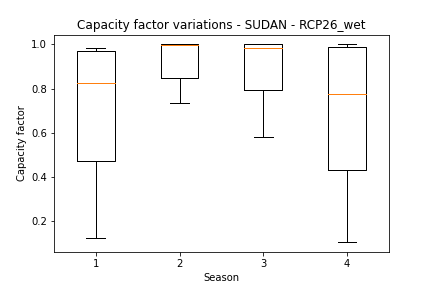 Capacity factor variations - SUDAN - RCP26_wet
1.0
0.8
0.6
0.4
0.2
Capacity factor
1 2 3 4
Season